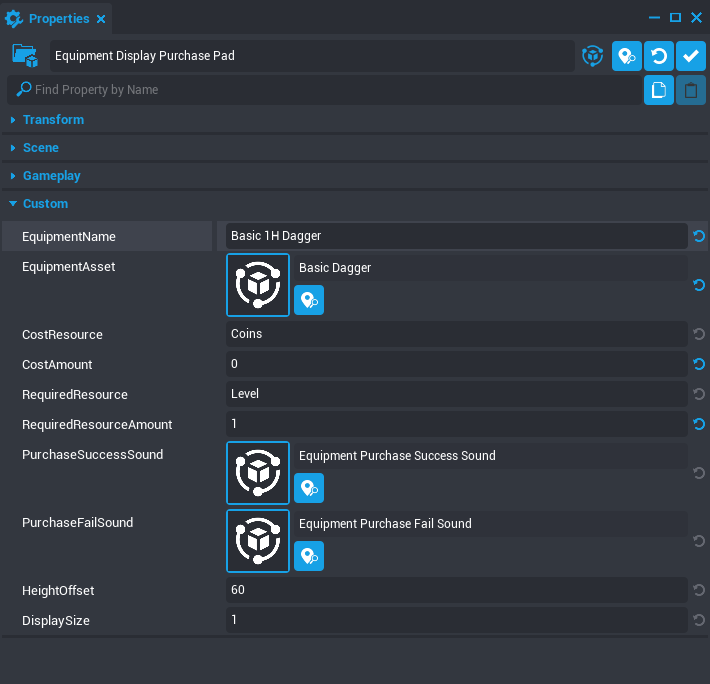 Properties
Equipment Display Purchase Pad
Find Property by Name
Transform
Scene
Gameplay
Custom
EquipmentName Basic 1H Dagger
EquipmentAsset Basic Dagger
CostResource Coins
CostAmount 0
RequiredResource Level
RequiredResourceAmount 1
PurchaseSuccessSound Equipment Purchase Success Sound
PurchaseFailSound Equipment Purchase Fail Sound
HeightOffset 60
DisplaySize 1